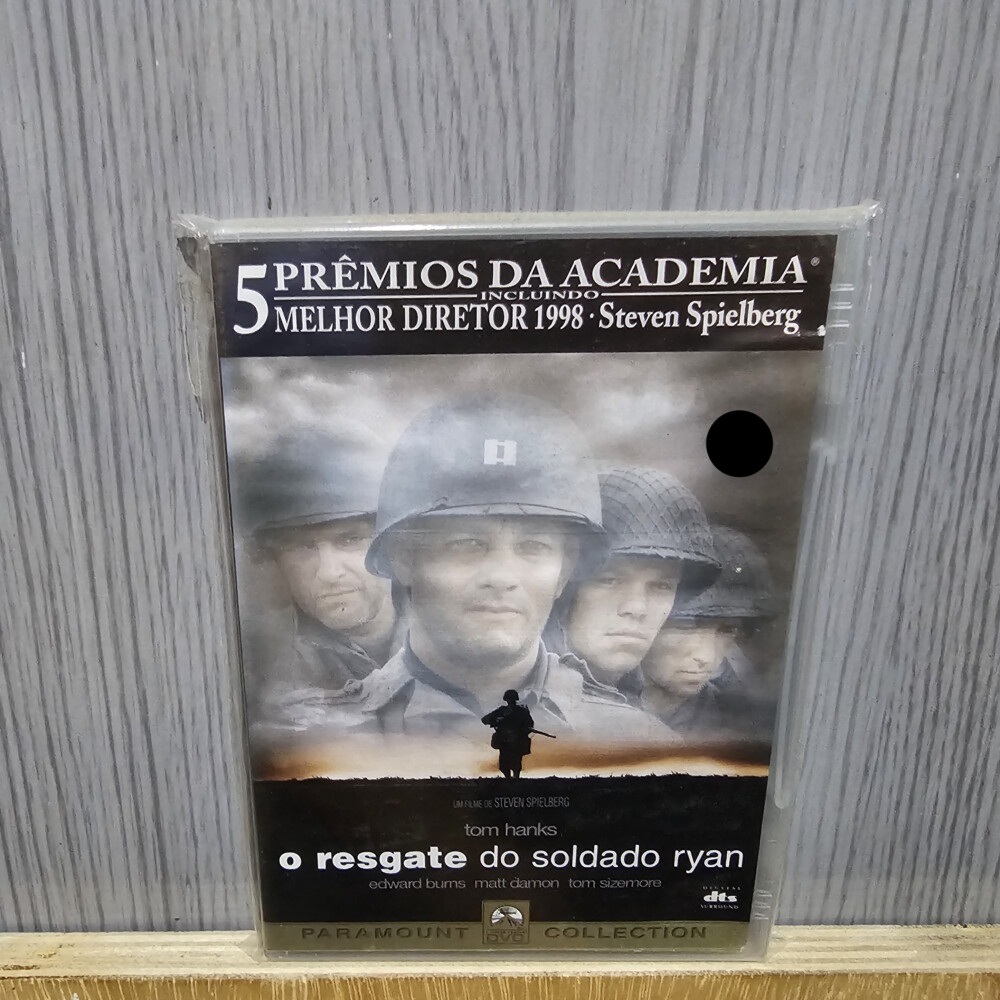 5 PRÊMIOS DA ACADEMIA®
INCLUINDO
MELHOR DIRETOR 1998 · Steven Spielberg
UM FILME DE STEVEN SPIELBERG
tom hanks
o resgate do soldado ryan
edward burns matt damon tom sizemore
dts
SURROUND
PARAMOUNT DVD COLLECTION